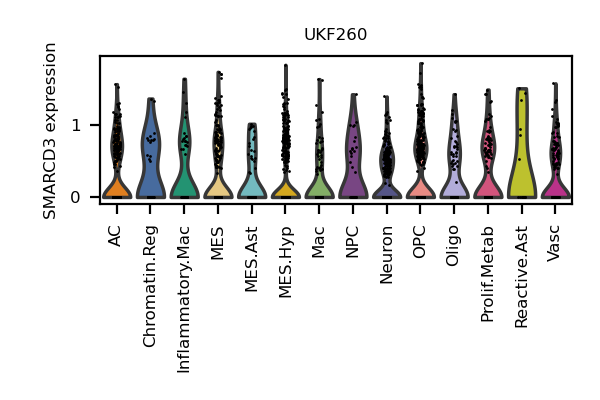 UKF260
SMARCD3 expression
1
0
AC
Chromatin.Reg
Inflammatory.Mac
MES
MES.Ast
MES.Hyp
Mac
NPC
Neuron
OPC
Oligo
Prolif.Metab
Reactive.Ast
Vasc